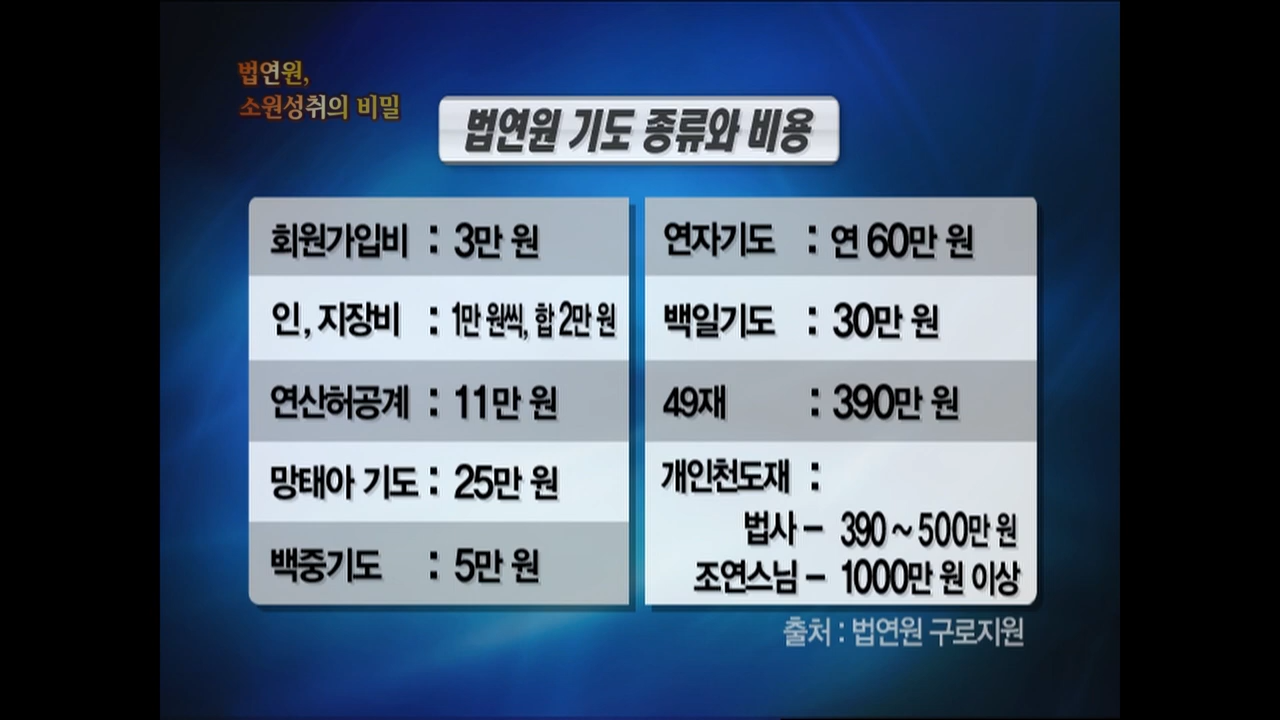 법연원,
소원성취의 비밀
법연원 기도 종류와 비용
회원가입비 : 3만 원
인, 지장비 : 1만 원씩, 합 2만 원
연산허공계 : 11만 원
망태아 기도 : 25만 원
백중기도 : 5만 원
연자기도 : 연 60만 원
백일기도 : 30만 원
49재 : 390만 원
개인천도재 :
법사 - 390 ~ 500만 원
조연스님 - 1000만 원 이상
출처 : 법연원 구로지원